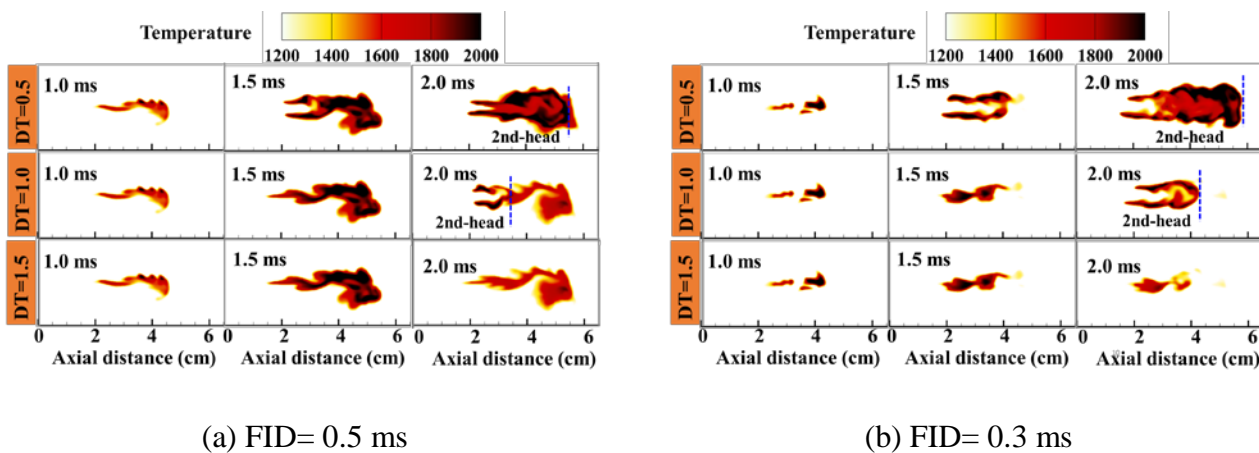 Temperature
1200 1400 1600 1800 2000
DT=0.5
1.0 ms
1.5 ms
2.0 ms
2nd-head
DT=1.0
1.0 ms
1.5 ms
2.0 ms
2nd-head
DT=1.5
1.0 ms
1.5 ms
2.0 ms
0 2 4 6 0 2 4 6 0 2 4 6
Axial distance (cm) Axial distance (cm) Axial distance (cm)
(a) FID= 0.5 ms
Temperature
1200 1400 1600 1800 2000
DT=0.5
1.0 ms
1.5 ms
2.0 ms
2nd-head
DT=1.0
1.0 ms
1.5 ms
2.0 ms
2nd-head
DT=1.5
1.0 ms
1.5 ms
2.0 ms
0 2 4 6 0 2 4 6 0 2 4 6
Axial distance (cm) Axial distance (cm) Axial distance (cm)
(b) FID= 0.3 ms